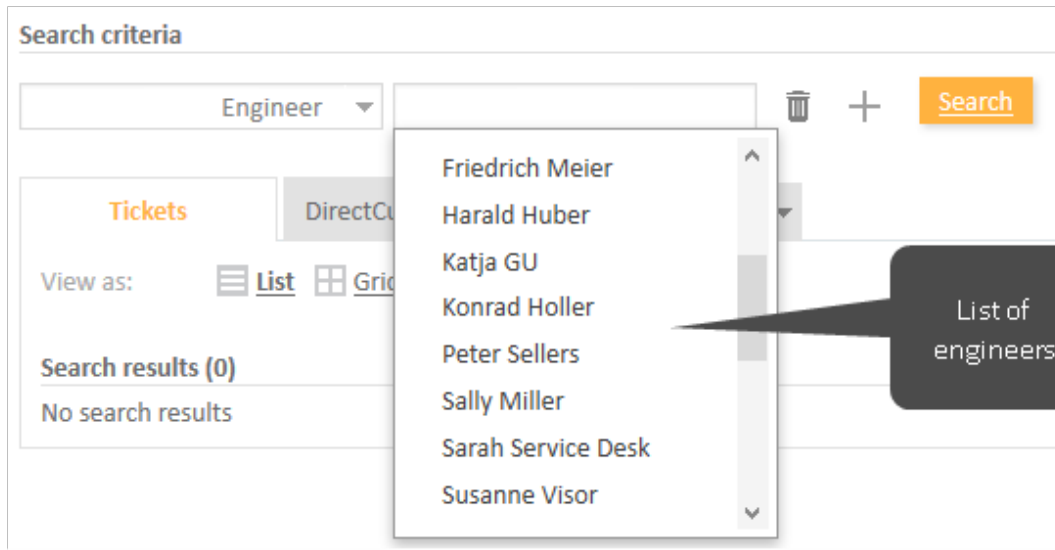 Search criteria
Engineer
Search
Friedrich Meier
Tickets
DirectCu
Harald Huber
Katja GU
View as:
List
Gric
Konrad Holler
List of
engineers
Peter Sellers
Search results (0)
Sally Miller
No search results
Sarah Service Desk
Susanne Visor